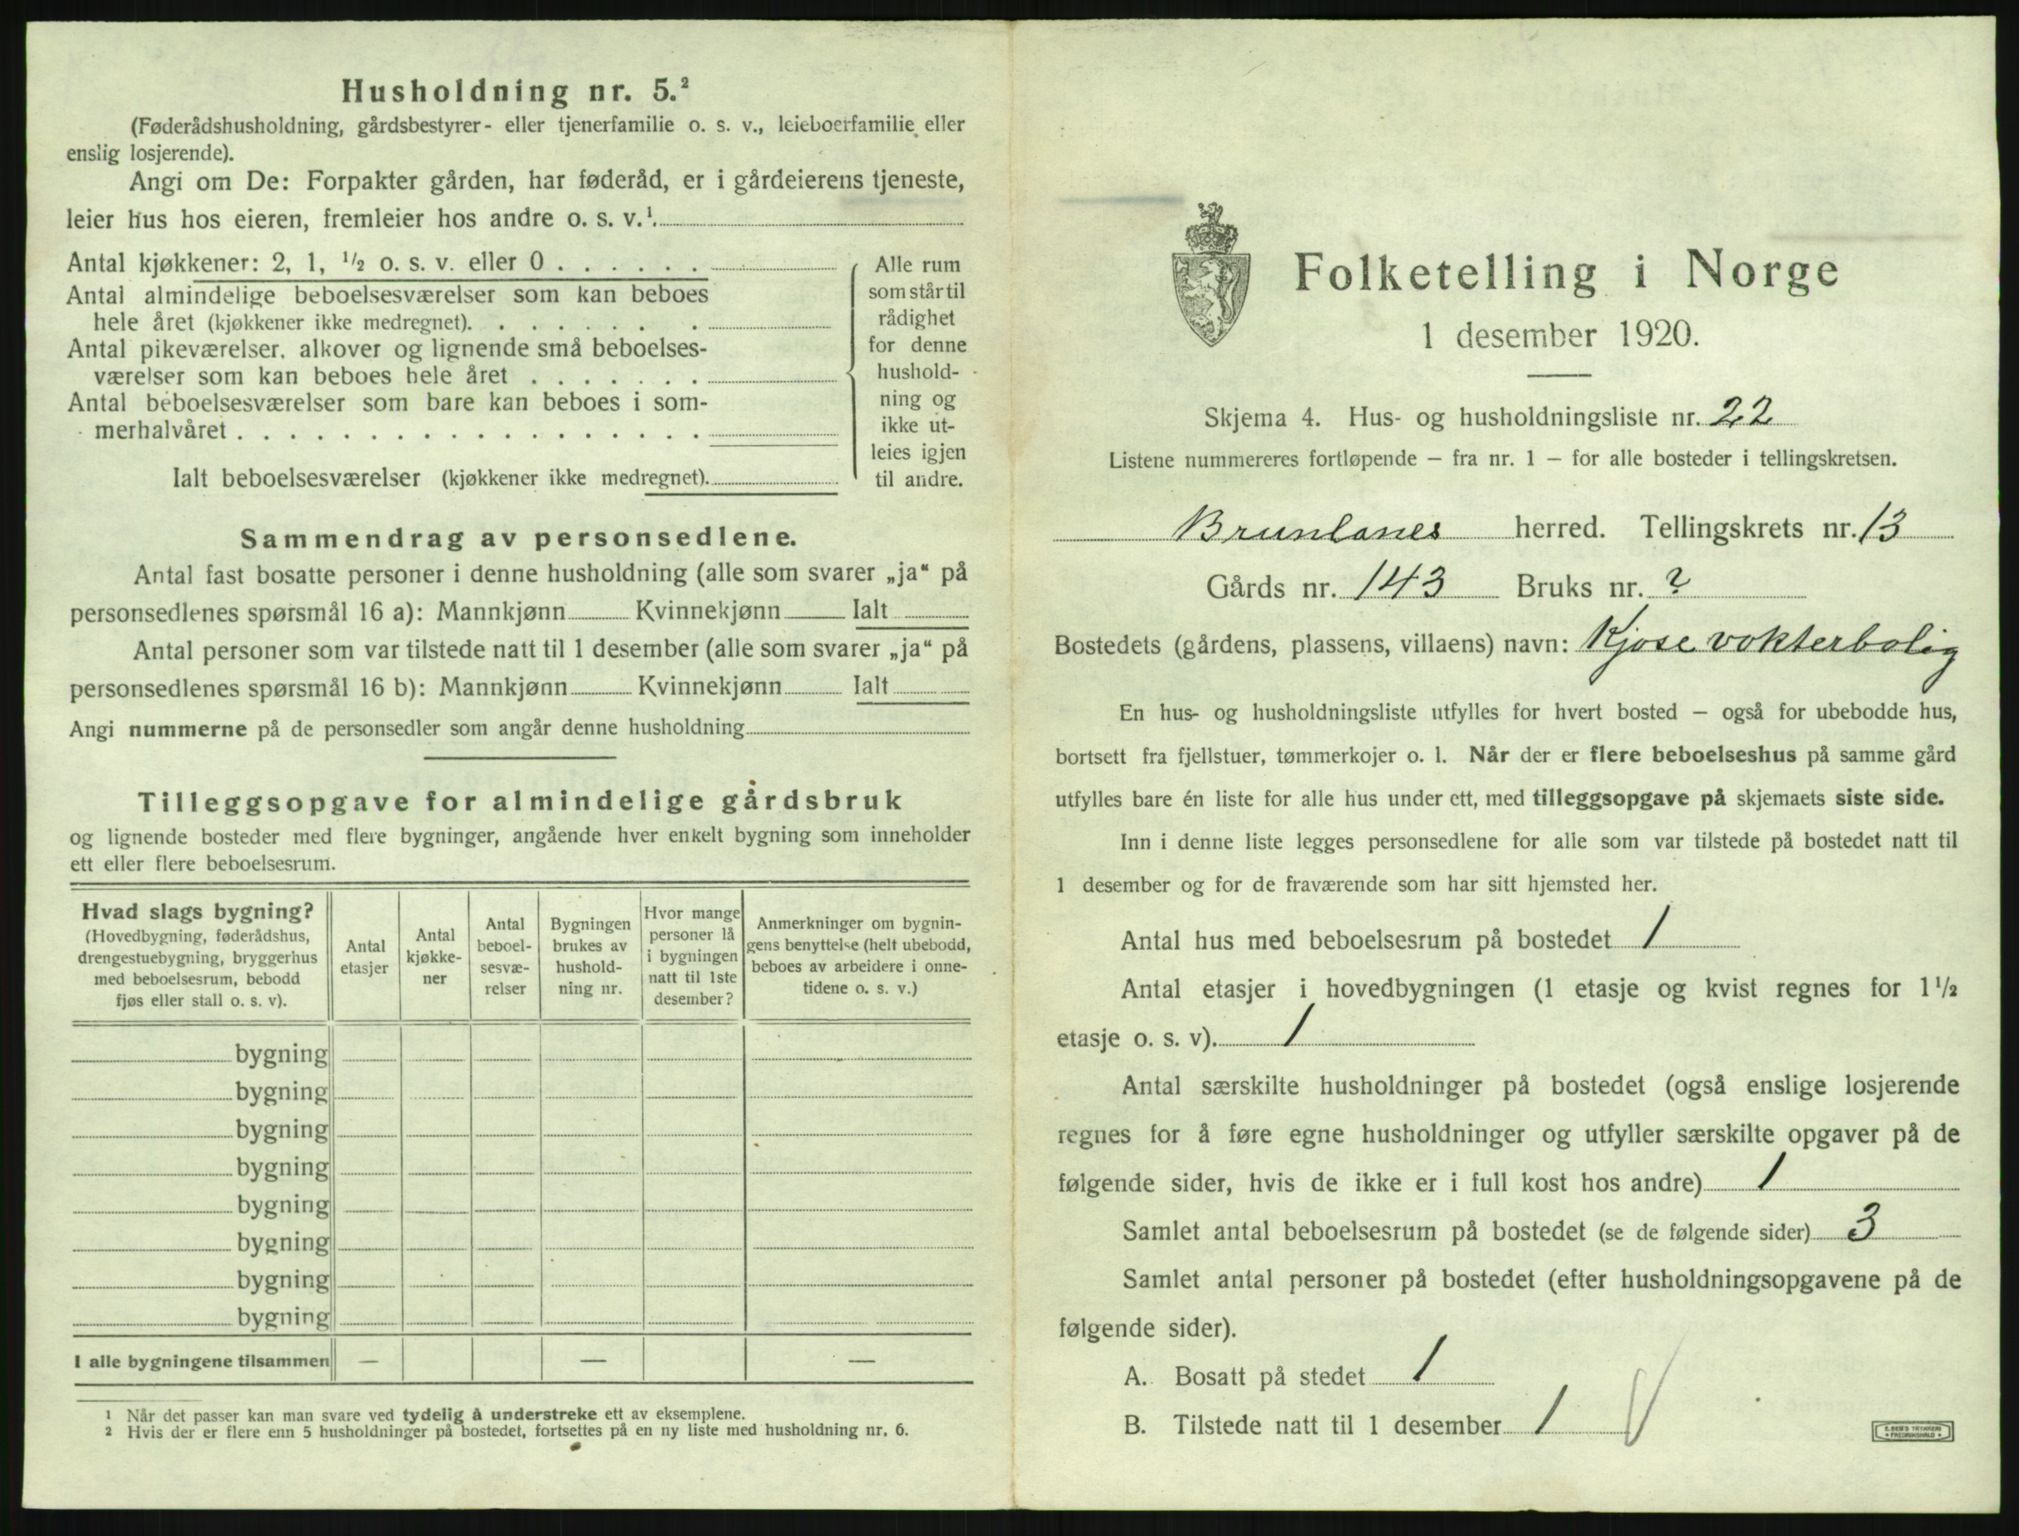 Husholdning nr. 5.²
(Føderådshusholdning, gårdsbestyrer- eller tjenerfamilie o. s. v., leieboerfamilie eller
enslig losjerende).
Angi om De: Forpakter gården, har føderåd, er i gårdeierens tjeneste,
leier hus hos eieren, fremleier hos andre o. s. v.¹.
Antal kjøkkener: 2, 1, ½ o. s. v. eller 0 . . . . . .
Antal almindelige beboelsesværelser som kan beboes
hele året (kjøkkener ikke medregnet). . . . . . . .
Antal pikeværelser, alkover og lignende små beboelses-
værelser som kan beboes hele året . . . . . . .
Antal beboelsesværelser som bare kan beboes i som-
merhalvåret . . . . . . . . . . . . . . . . . .
Ialt beboelsesværelser (kjøkkener ikke medregnet).
Alle rum
som står til
rådighet
for denne
hushold-
ning og
ikke ut-
leies igjen
til andre.
Sammendrag av personsedlene.
Antal fast bosatte personer i denne husholdning (alle som svarer „ja“ på
personsedlenes spørsmål 16 a): Mannkjønn Kvinnekjønn Ialt
Antal personer som var tilstede natt til 1 desember (alle som svarer „ja“ på
personsedlenes spørsmål 16 b): Mannkjønn Kvinnekjønn Ialt
Angi nummerne på de personsedler som angår denne husholdning
Tilleggsopgave for almindelige gårdsbruk
og lignende bosteder med flere bygninger, angående hver enkelt bygning som inneholder
ett eller flere beboelsesrum.
Hvad slags bygning?
(Hovedbygning, føderådshus,
drengestuebygning, bryggerhus
med beboelsesrum, bebodd
fjøs eller stall o. s. v).
Antal
etasjer
Antal
kjøkke-
ner
Antal
beboel-
sesvæ-
relser
Bygningen
brukes av
hushold-
ning nr.
Hvor mange
personer lå
i bygningen
natt til 1ste
desember?
Anmerkninger om bygnin-
gens benyttelse (helt ubebodd,
beboes av arbeidere i onne-
tidene o. s. v.)
bygning
bygning
bygning
bygning
bygning
bygning
bygning
bygning
I alle bygningene tilsammen — — —
1 Når det passer kan man svare ved tydelig å understreke ett av eksemplene.
2 Hvis der er flere enn 5 husholdninger på bostedet, fortsettes på en ny liste med husholdning nr. 6.
Folketelling i Norge
1 desember 1920.
Skjema 4. Hus- og husholdningsliste nr. 22
Listene nummereres fortløpende – fra nr. 1 – for alle bosteder i tellingskretsen.
Brunlanes herred. Tellingskrets nr. 13
Gårds nr. 143 Bruks nr. ?
Bostedets (gårdens, plassens, villaens) navn: Kjose vokterbolig
En hus- og husholdningsliste utfylles for hvert bosted – også for ubebodde hus,
bortsett fra fjellstuer, tømmerkojer o. l. Når der er flere beboelseshus på samme gård
utfylles bare én liste for alle hus under ett, med tilleggsopgave på skjemaets siste side.
Inn i denne liste legges personsedlene for alle som var tilstede på bostedet natt til
1 desember og for de fraværende som har sitt hjemsted her.
Antal hus med beboelsesrum på bostedet 1
Antal etasjer i hovedbygningen (1 etasje og kvist regnes for 1½
etasje o. s. v). 1
Antal særskilte husholdninger på bostedet (også enslige losjerende
regnes for å føre egne husholdninger og utfyller særskilte opgaver på de
følgende sider, hvis de ikke er i full kost hos andre) 1
Samlet antal beboelsesrum på bostedet (se de følgende sider) 3
Samlet antal personer på bostedet (efter husholdningsopgavene på de
følgende sider).
A. Bosatt på stedet 1
B. Tilstede natt til 1 desember 1